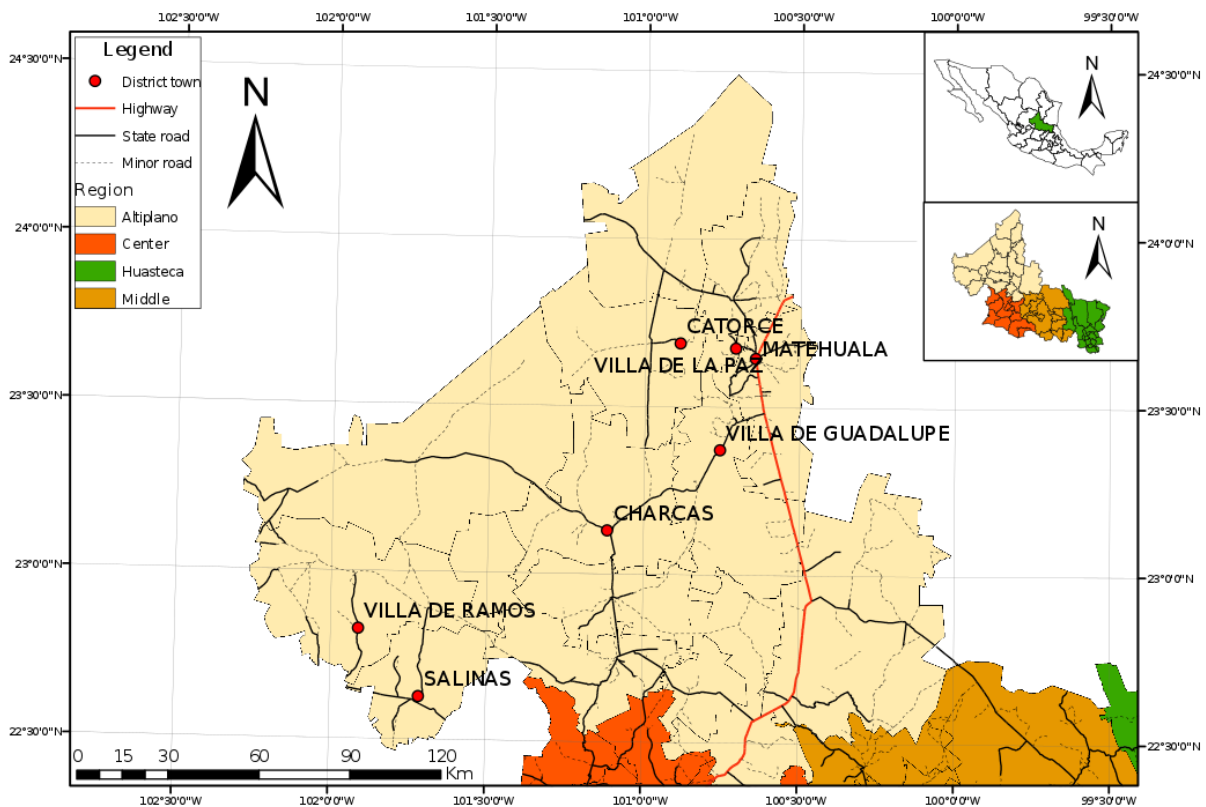 102°30'0"W 102°0'0"W 101°30'0"W 101°0'0"W 100°30'0"W 100°0'0"W 99°30'0"W
Legend
District town
Highway
State road
Minor road
Region
Altiplano
Center
Huasteca
Middle
N
N
N
24°30'0"N 24°30'0"N
24°0'0"N 24°0'0"N
23°30'0"N 23°30'0"N
23°0'0"N 23°0'0"N
22°30'0"N 22°30'0"N
CATORCE
MATEHUALA
VILLA DE LA PAZ
VILLA DE GUADALUPE
CHARCAS
VILLA DE RAMOS
SALINAS
0 15 30 60 90 120
Km
102°30'0"W 102°0'0"W 101°30'0"W 101°0'0"W 100°30'0"W 100°0'0"W 99°30'0"W